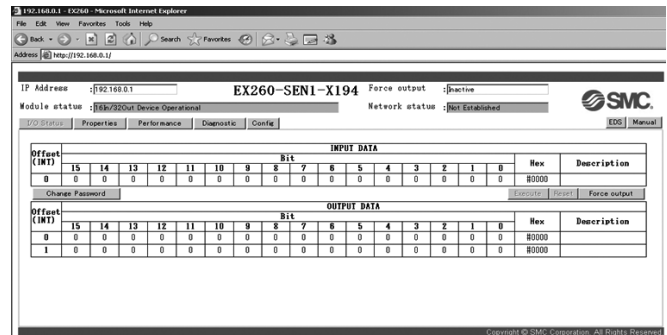 192.168.0.1 - EX260 - Microsoft Internet Explorer
File Edit View Favorites Tools Help
Back Search Favorites
Address http://192.168.0.1/
IP Address :192.168.0.1 EX260-SEN1-X194 Force output :Inactive
SMC.
Module status :16In/32Out Device Operational Network status :Not Established
I/O Status Properties Performance Diagnostic Config EDS Manual
Offset (INT) INPUT DATA Hex Description
Bit
15 14 13 12 11 10 9 8 7 6 5 4 3 2 1 0
0 0 0 0 0 0 0 0 0 0 0 0 0 0 0 0 0 #0000
Change Password Execute Reset Force output
Offset (INT) OUTPUT DATA Hex Description
Bit
15 14 13 12 11 10 9 8 7 6 5 4 3 2 1 0
0 0 0 0 0 0 0 0 0 0 0 0 0 0 0 0 0 #0000
1 0 0 0 0 0 0 0 0 0 0 0 0 0 0 0 0 #0000
Copyright © SMC Corporation. All Rights Reserved.